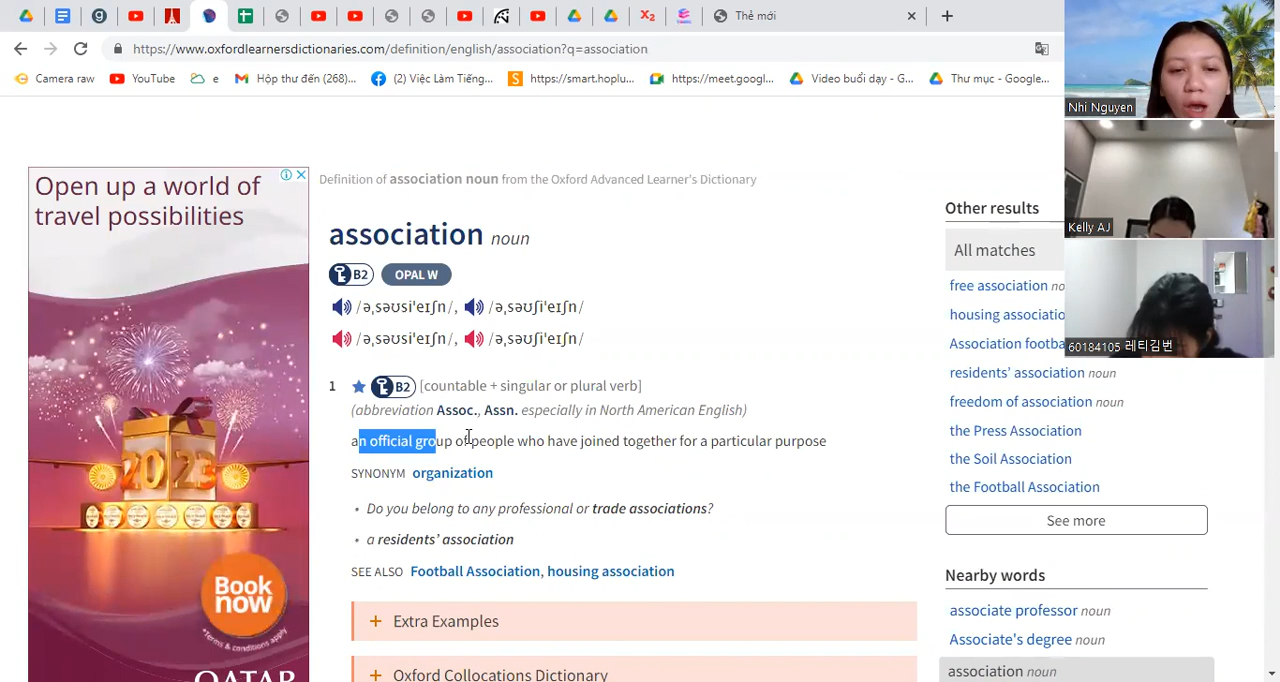 Thẻ mới
https://www.oxfordlearnersdictionaries.com/definition/english/association?q=association
Camera raw
YouTube
e
Hộp thư đến (268)...
(2) Việc Làm Tiếng...
https://smart.hoplu...
https://meet.googl...
Video buổi dạy - G...
Thư mục - Google...
Nhi Nguyen
Kelly AJ
60184105 레티김번
Open up a world of
travel possibilities
2023
Book
now
*Terms & conditions apply
QATAR
Definition of association noun from the Oxford Advanced Learner's Dictionary
association noun
B2 OPAL W
/əˌsəʊsiˈeɪʃn/, /əˌsəʊʃiˈeɪʃn/
/əˌsəʊsiˈeɪʃn/, /əˌsəʊʃiˈeɪʃn/
1 B2 [countable + singular or plural verb]
(abbreviation Assoc., Assn. especially in North American English)
an official group of people who have joined together for a particular purpose
SYNONYM organization
• Do you belong to any professional or trade associations?
• a residents’ association
SEE ALSO Football Association, housing association
+ Extra Examples
+ Oxford Collocations Dictionary
Other results
All matches
free association no
housing associatio
Association footba
residents’ association noun
freedom of association noun
the Press Association
the Soil Association
the Football Association
See more
Nearby words
associate professor noun
Associate's degree noun
association noun